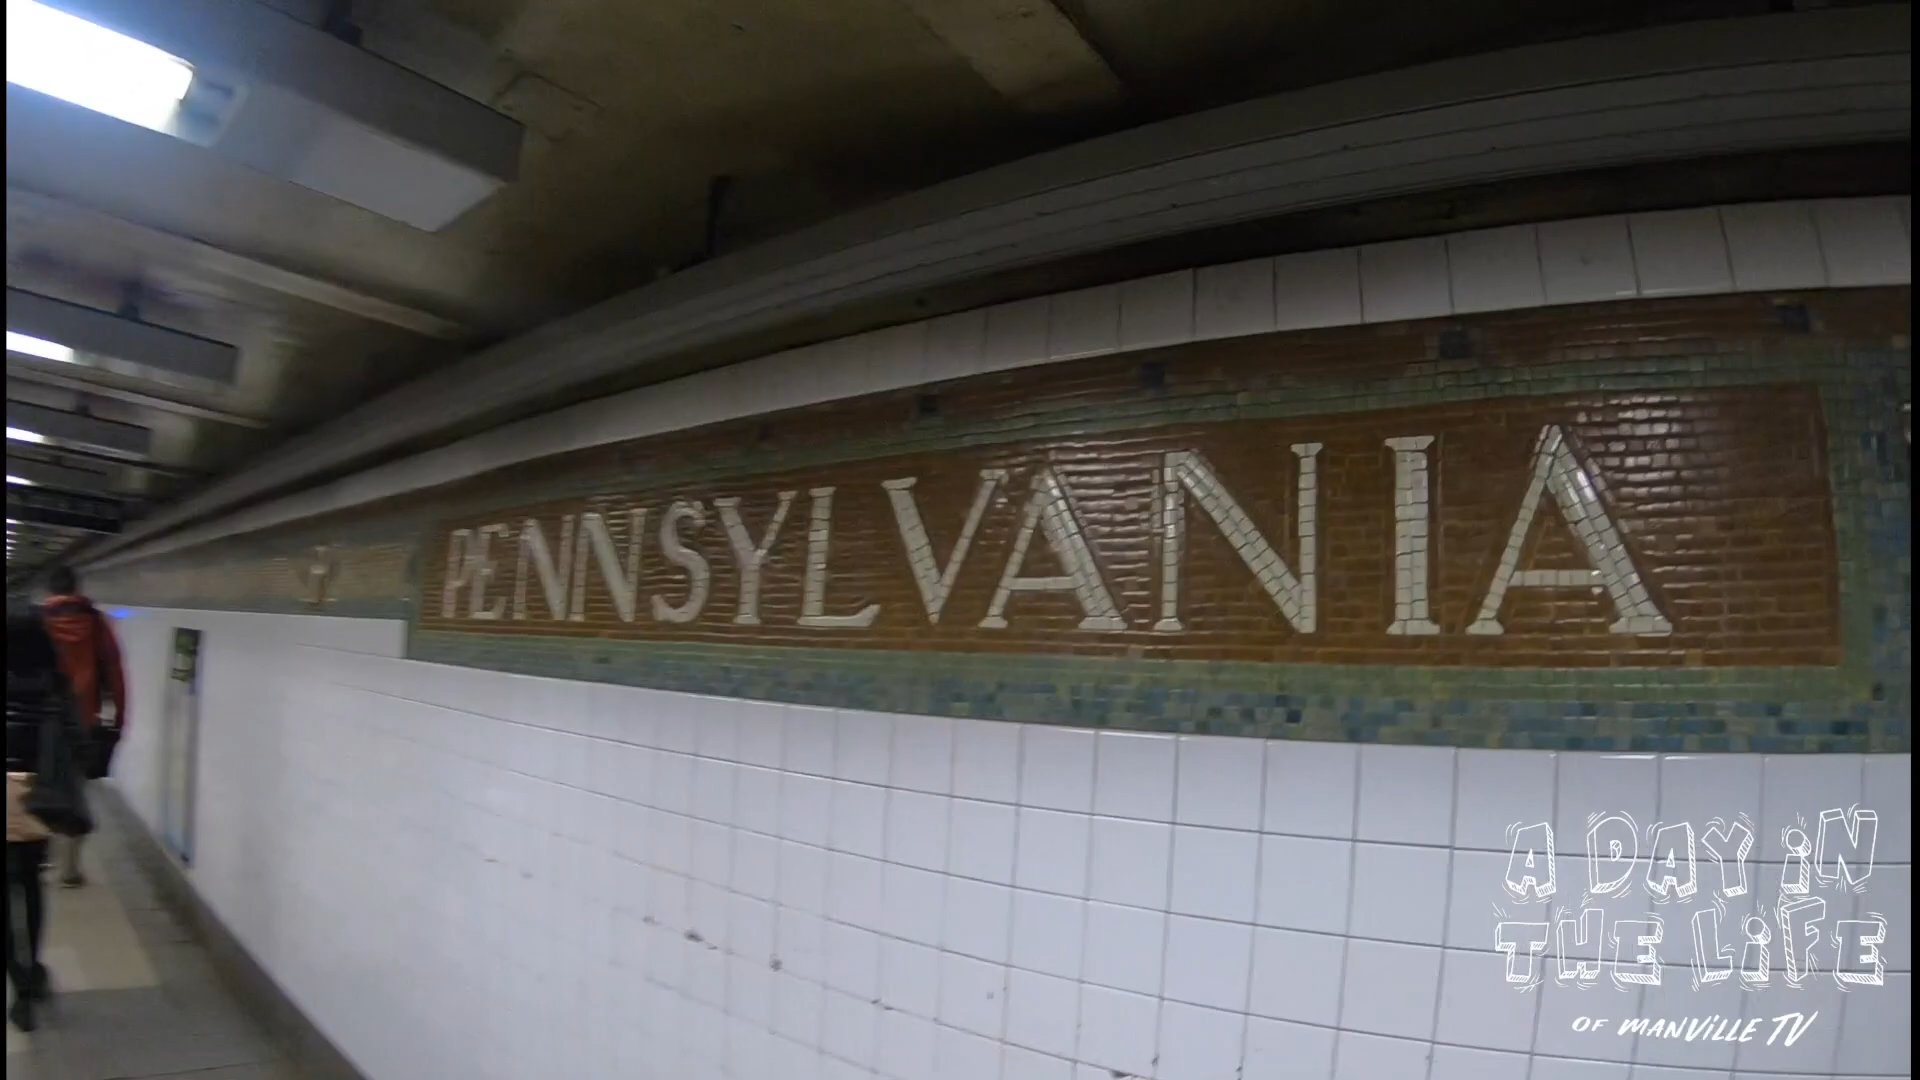 PENNSYLVANIA
A DAY iN
THE LiFE
OF MANViLLE TV